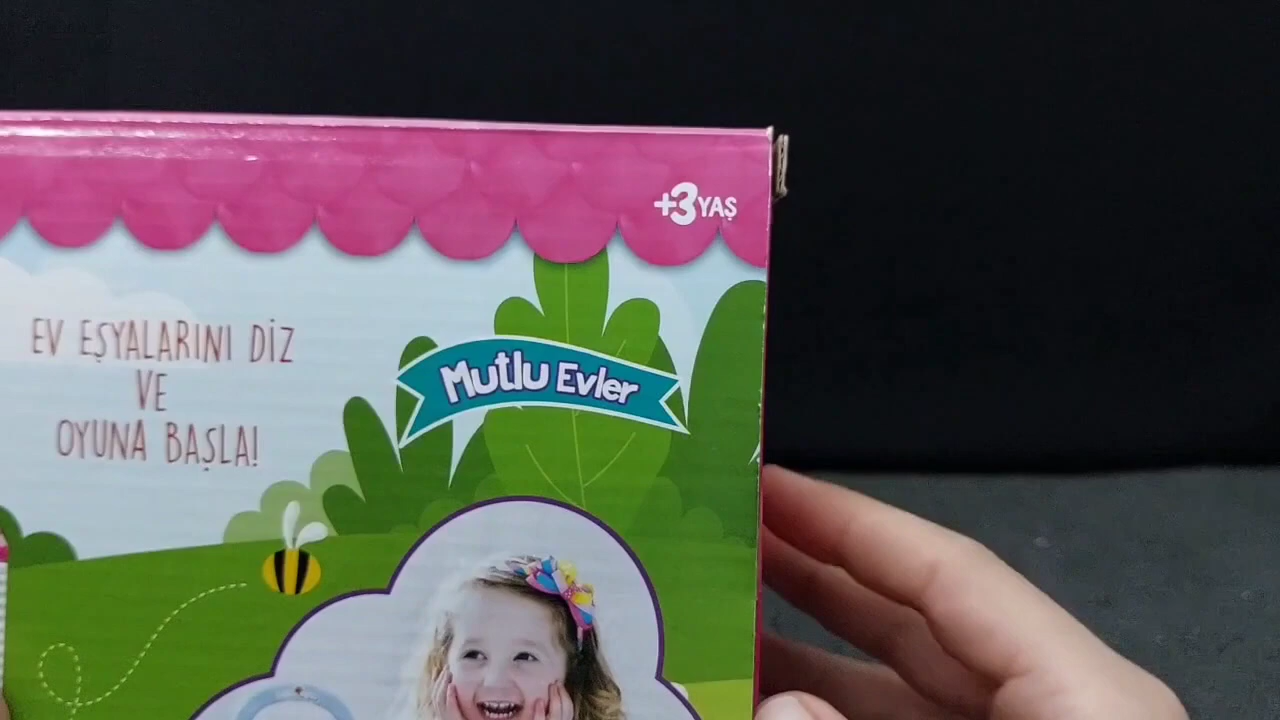 +3 YAŞ
EV EŞYALARINI DİZ
VE
OYUNA BAŞLA!
Mutlu Evler